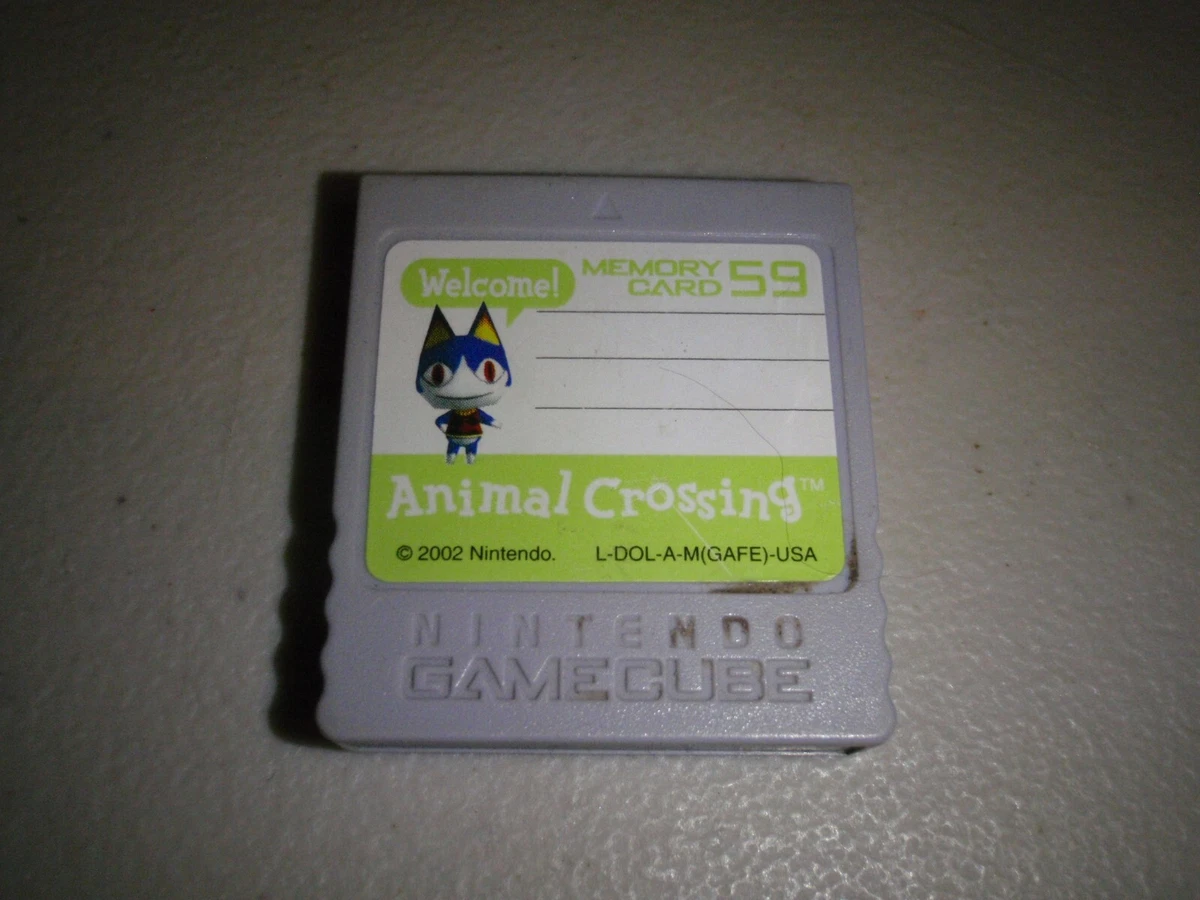 Welcome!
MEMORY
CARD 59
Animal Crossing™
© 2002 Nintendo. L-DOL-A-M(GAFE)-USA
NINTENDO
GAMECUBE